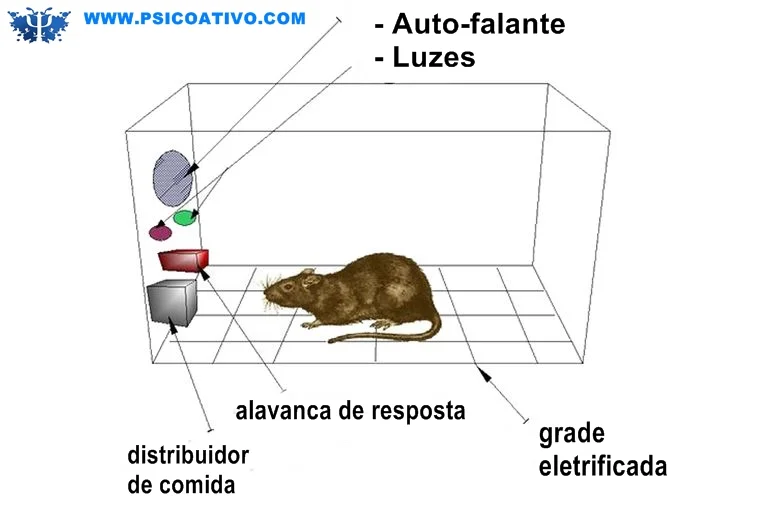 WWW.PSICOATIVO.COM
- Auto-falante
- Luzes
alavanca de resposta
distribuidor
de comida
grade
eletrificada